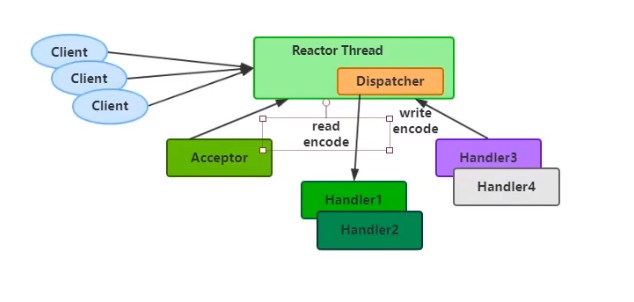 Client
Client
Client
Reactor Thread
Dispatcher
read
encode
write
encode
Acceptor
Handler1
Handler2
Handler3
Handler4